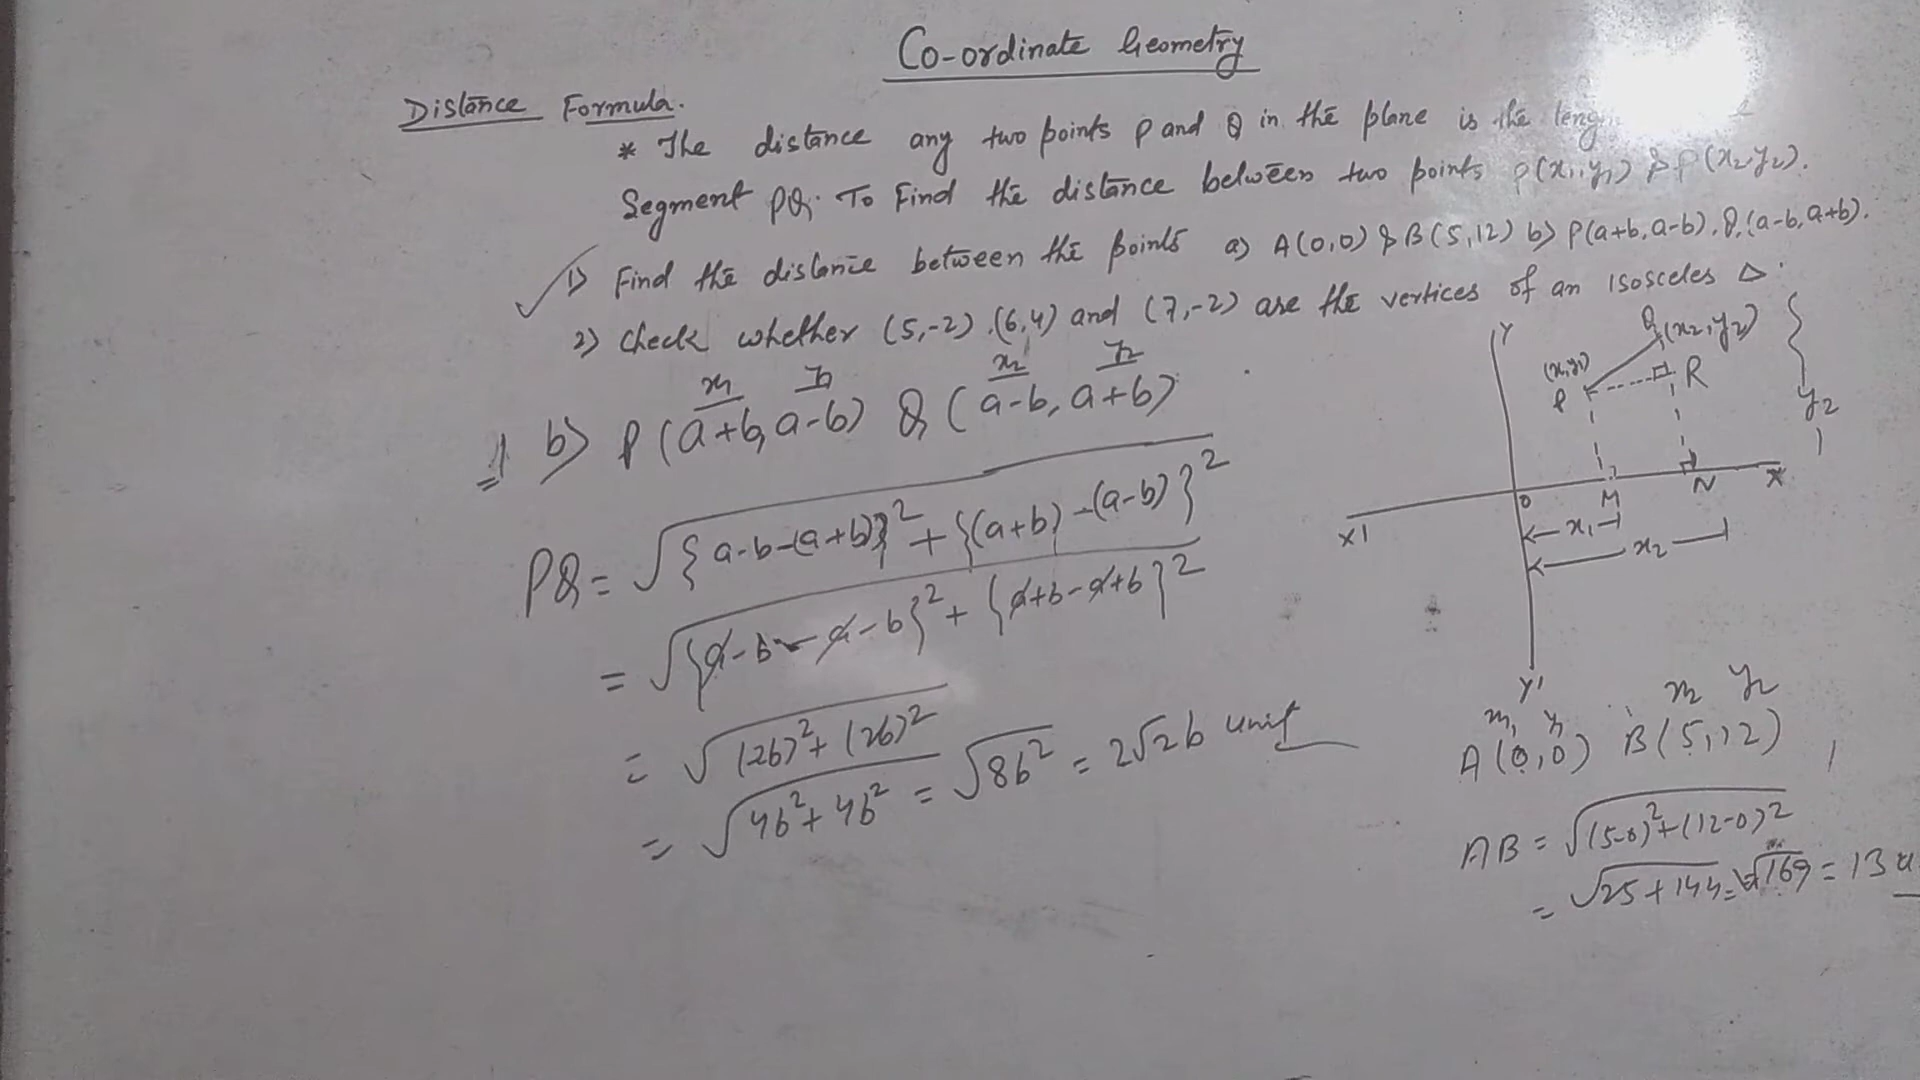 Co-ordinate Geometry
Distance Formula.
* The distance any two points P and Q in the plane is the
Segment PQ. To Find the distance between two points P(x₁,y₁) & P(x₂,y₂).
1) Find the distance between the points a) A(0,0) & B(5,12) b) P(a+b,a-b), Q,(a-b,a+b).
2) Check whether (5,-2),(6,4) and (7,-2) are the vertices of an isosceles Δ.
x₁ y₁ x₂ y₂
1 b) P(a+b,a-b) Q(a-b,a+b)
PQ = √{a-b-(a+b)}² + {(a+b)-(a-b)}²
= √{a-b-a-b}² + {a+b-a+b}²
= √(2b)²+(2b)²
= √4b²+4b² = √8b² = 2√2b unit
Y
Q(x₂,y₂)
(x₁,y₁)
P R
y₂
O M N X
X1
x₁
x₂
Y'
x₁ y₁ x₂ y₂
A(0,0) B(5,12)
AB = √(5-0)²+(12-0)²
= √25+144 = √169 = 13 u